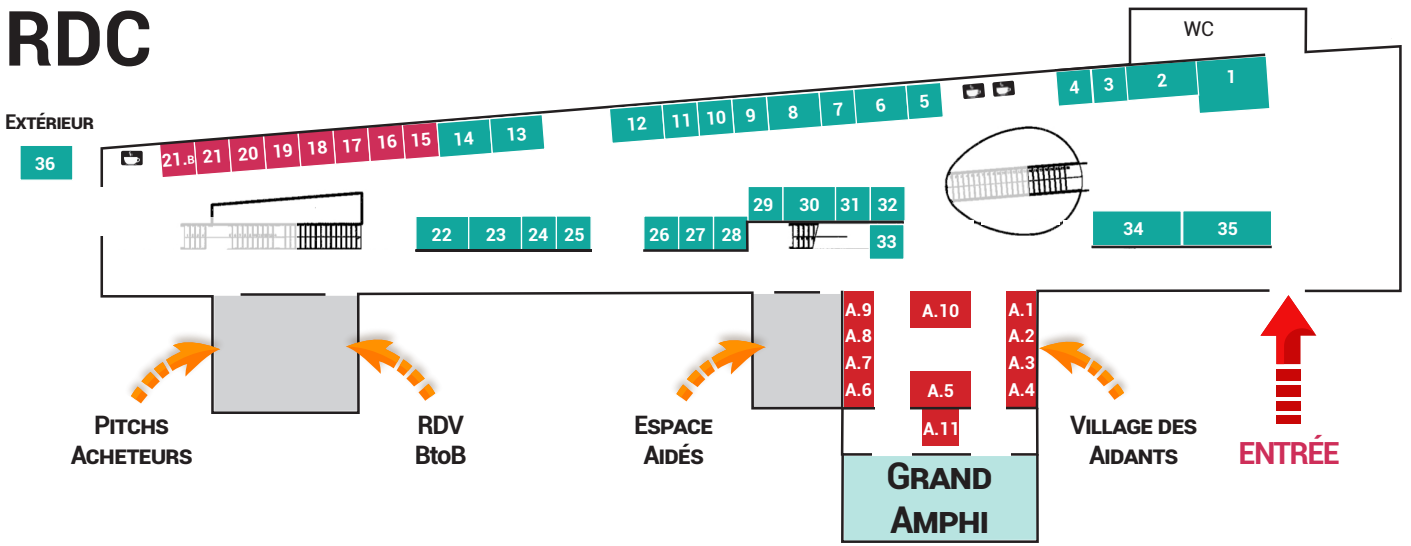 RDC
WC
EXTÉRIEUR
36
21.B 21 20 19 18 17 16 15 14 13 12 11 10 9 8 7 6 5 4 3 2 1
29 30 31 32
22 23 24 25 26 27 28 33 34 35
A.9 A.10 A.1
A.8 A.2
A.7 A.3
A.6 A.5 A.4
A.11
PITCHS
ACHETEURS
RDV
BtoB
ESPACE
AIDÉS
VILLAGE DES
AIDANTS
ENTRÉE
GRAND
AMPHI